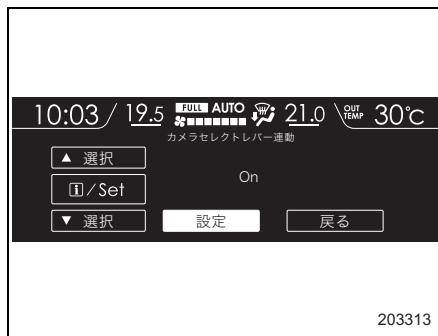 10:03 / 19.5 FULL AUTO 21.0 OUT TEMP 30℃
カメラセレクトレバー連動
▲ 選択
On
i/Set
▼ 選択 設定 戻る
203313